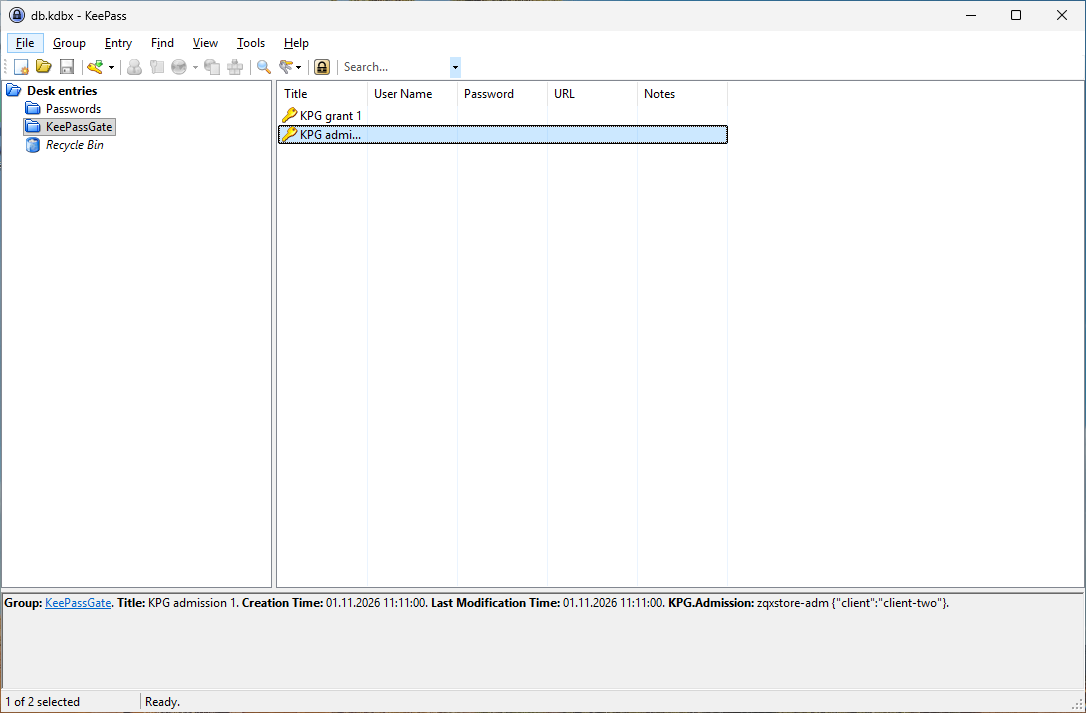 db.kdbx - KeePass
File Group Entry Find View Tools Help
Search...
Desk entries
Passwords
KeePassGate
Recycle Bin
Title User Name Password URL Notes
KPG grant 1
KPG admi...
Group: KeePassGate. Title: KPG admission 1. Creation Time: 01.11.2026 11:11:00. Last Modification Time: 01.11.2026 11:11:00. KPG.Admission: zqxstore-adm {"client":"client-two"}.
1 of 2 selected Ready.